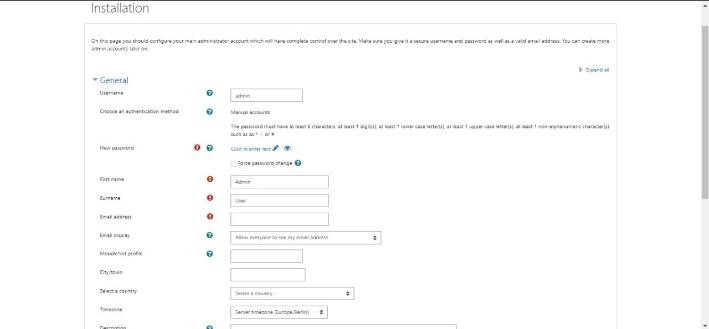 Installation
On this page you should configure your main administrator account which will have complete control over the site. Make sure you give it a secure username and password as well as a valid email address. You can create more
admin accounts later on.
Expand all
General
Username
admin
Choose an authentication method
Manual accounts
The password must have at least 8 characters, at least 1 digit(s), at least 1 lower case letter(s), at least 1 upper case letter(s), at least 1 non-alphanumeric character(s)
such as as *, -, or #
New password
Click to enter text
Force password change
First name
Admin
Surname
User
Email address
Email display
Allow everyone to see my email address
MoodleNet profile
City/town
Select a country
Select a country...
Timezone
Server timezone (Europe/Berlin)
Description